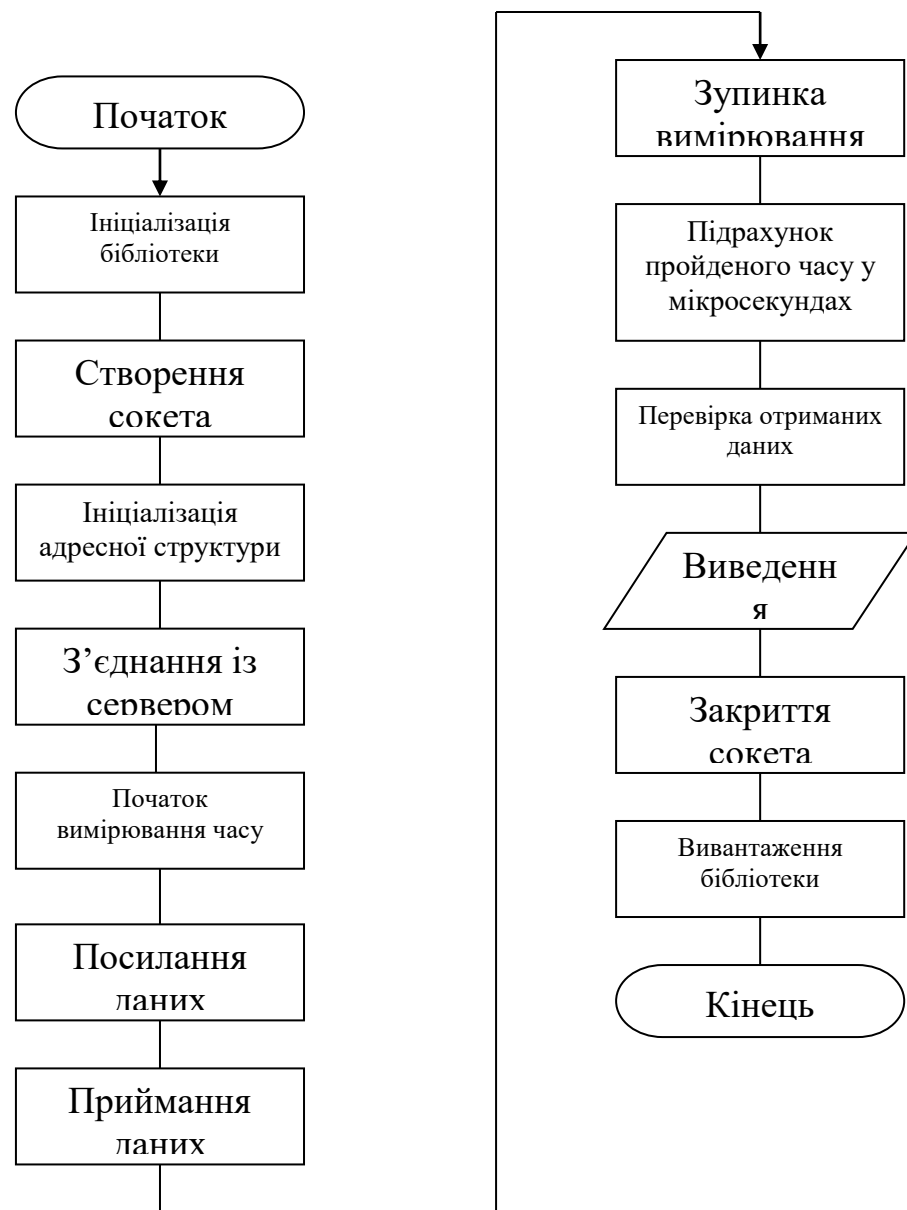 Початок
Ініціалізація
бібліотеки
Створення
сокета
Ініціалізація
адресної структури
З’єднання із
сервером
Початок
вимірювання часу
Посилання
даних
Приймання
даних
Зупинка
вимірювання
Підрахунок
пройденого часу у
мікросекундах
Перевірка отриманих
даних
Виведенн
я
Закриття
сокета
Вивантаження
бібліотеки
Кінець